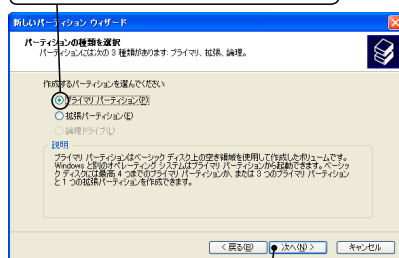 新しいパーティション ウィザード
パーティションの種類を選択
パーティションには次の 3 種類があります: プライマリ、拡張、論理。
作成するパーティションを選んでください:
プライマリ パーティション(P)
拡張パーティション(E)
論理ドライブ(L)
説明
プライマリ パーティションはベーシック ディスク上の空き領域を使用して作成したボリュームです。
Windows と別のオペレーティング システムはプライマリ パーティションから起動できます。ベーシッ
ク ディスクには最高 4 つまでのプライマリ パーティションか、または 3 つのプライマリ パーティション
と 1 つの拡張パーティションを作成できます。
< 戻る(B)
次へ(N) >
キャンセル